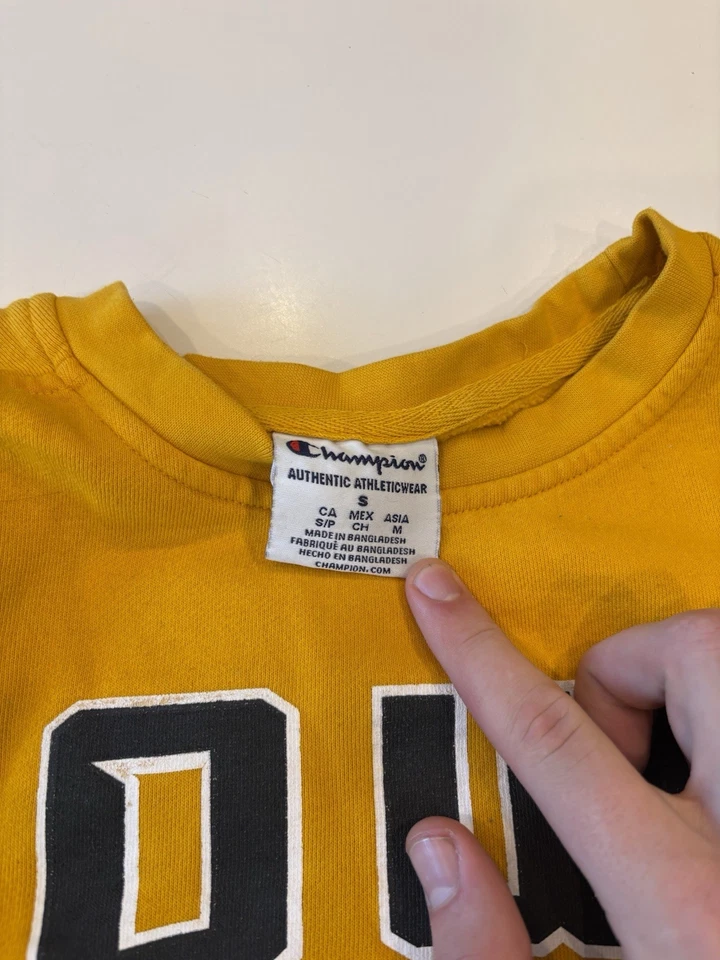 Champion®
AUTHENTIC ATHLETICWEAR
S
CA MEX ASIA
S/P CH M
MADE IN BANGLADESH
FABRIQUÉ AU BANGLADESH
HECHO EN BANGLADESH
CHAMPION.COM